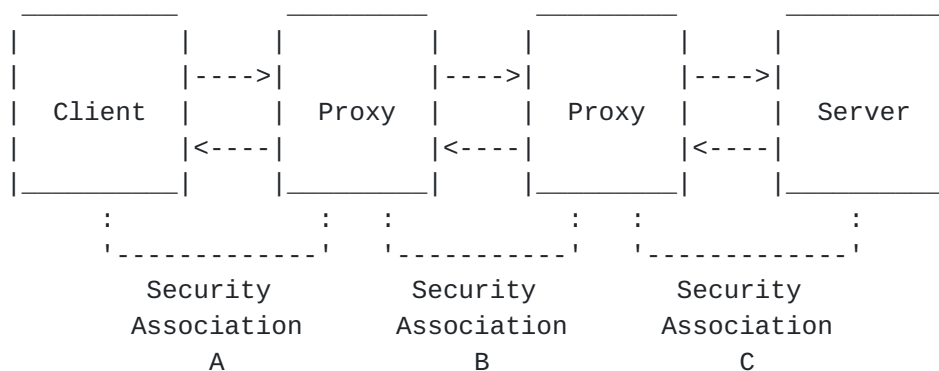 Client Proxy Proxy Server
Security Security Security
Association Association Association
A B C